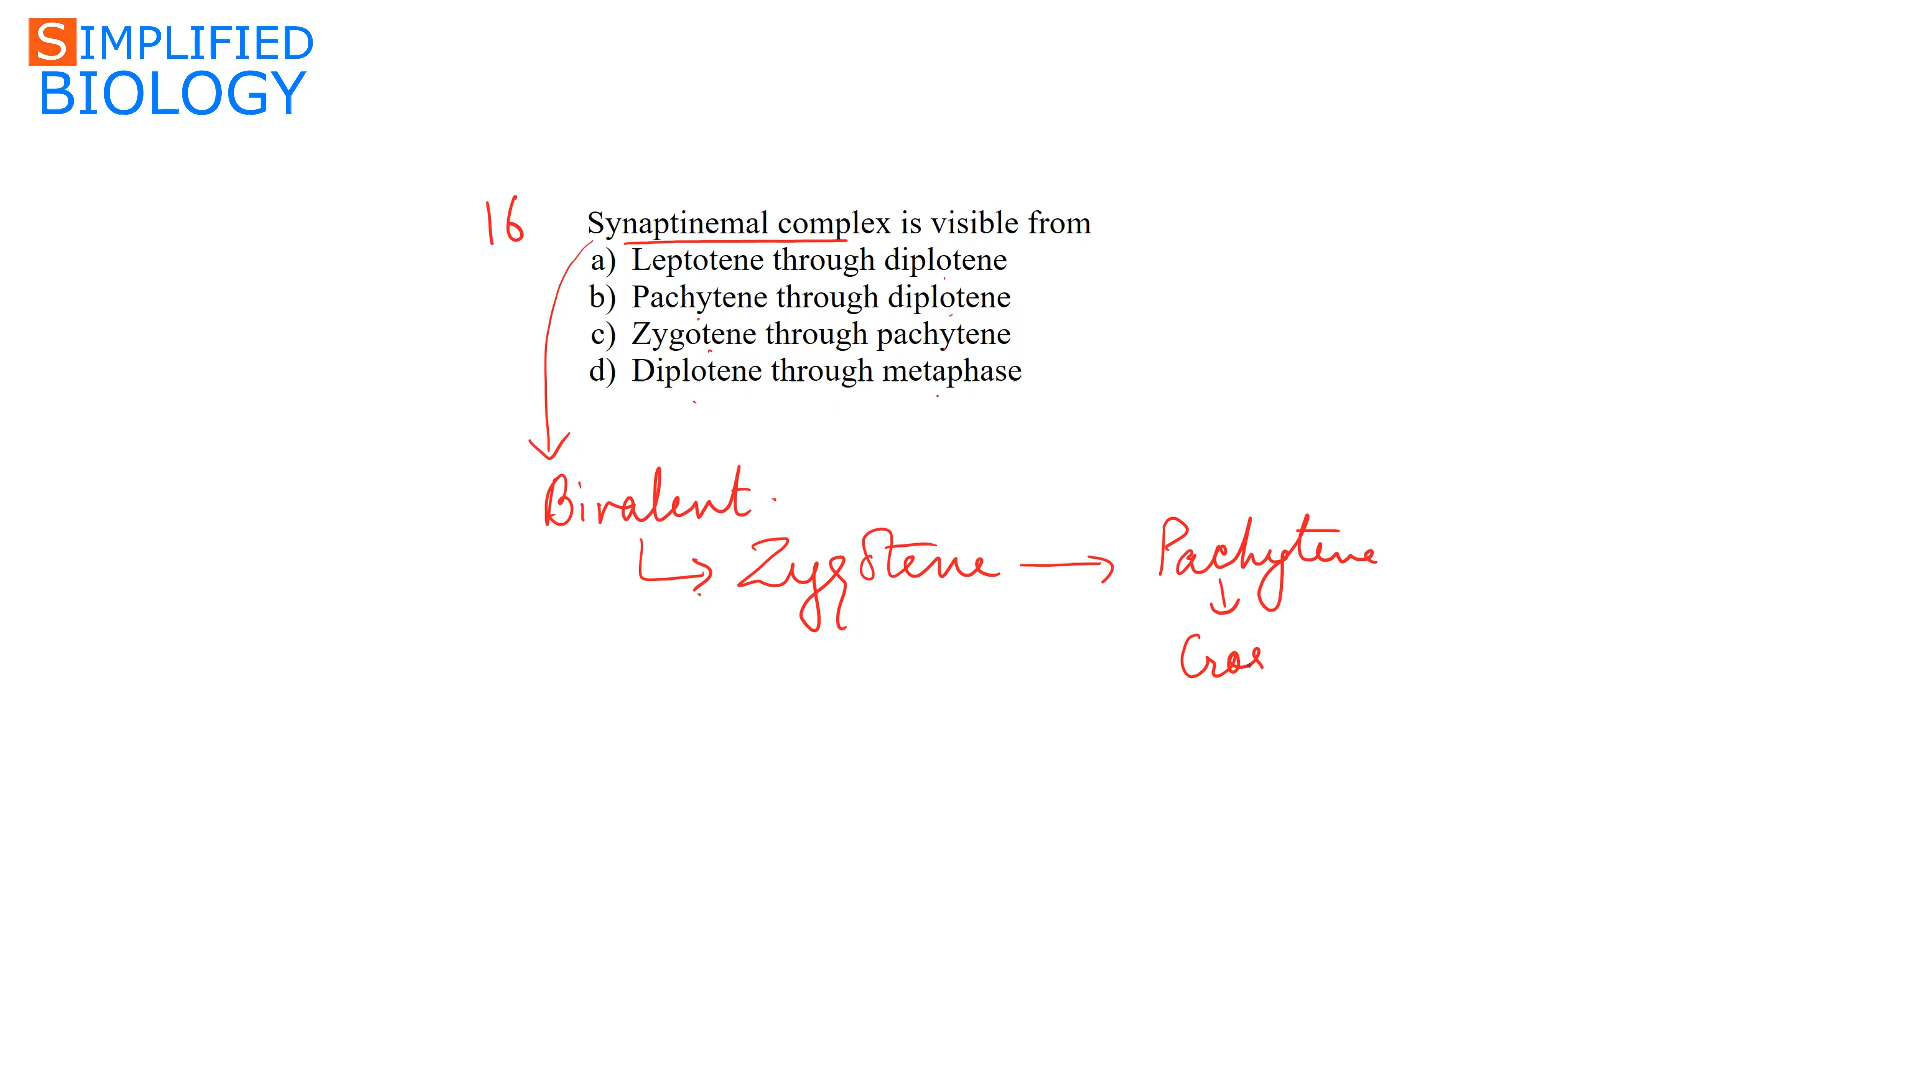 SIMPLIFIED
BIOLOGY
16 Synaptinemal complex is visible from
a) Leptotene through diplotene
b) Pachytene through diplotene
c) Zygotene through pachytene
d) Diplotene through metaphase
Bivalent
Zygotene → Pachytene
Cros